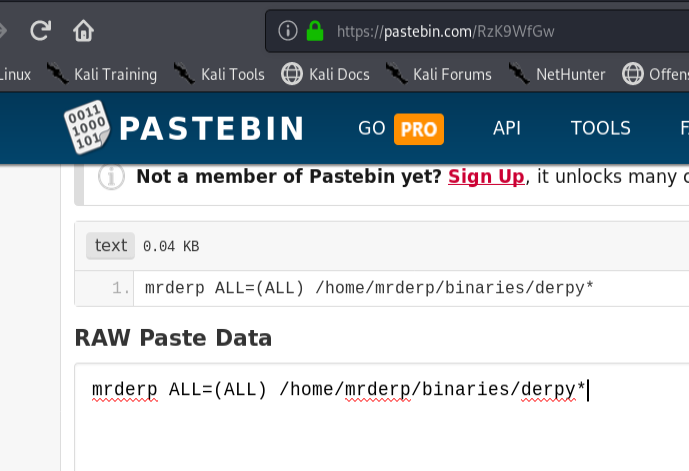 https://pastebin.com/RzK9WfGw
Linux Kali Training Kali Tools Kali Docs Kali Forums NetHunter Offens
0011
1000
101
PASTEBIN GO PRO API TOOLS
Not a member of Pastebin yet? Sign Up, it unlocks many
text 0.04 KB
1. mrderp ALL=(ALL) /home/mrderp/binaries/derpy*
RAW Paste Data
mrderp ALL=(ALL) /home/mrderp/binaries/derpy*